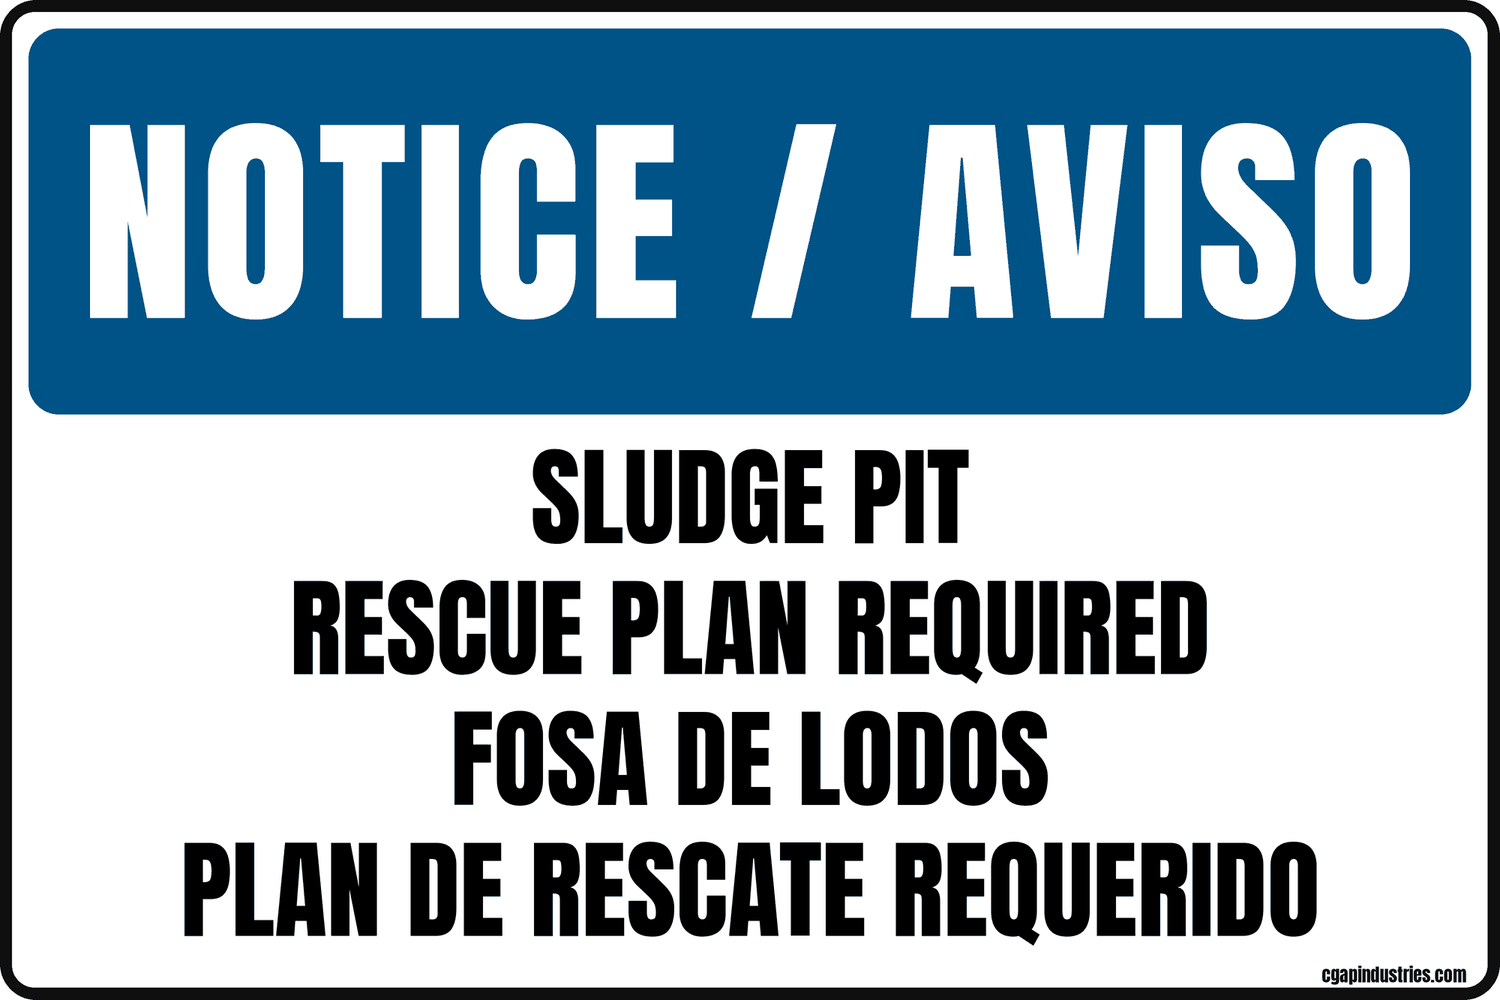 NOTICE / AVISO
SLUDGE PIT
RESCUE PLAN REQUIRED
FOSA DE LODOS
PLAN DE RESCATE REQUERIDO
cgapindustries.com